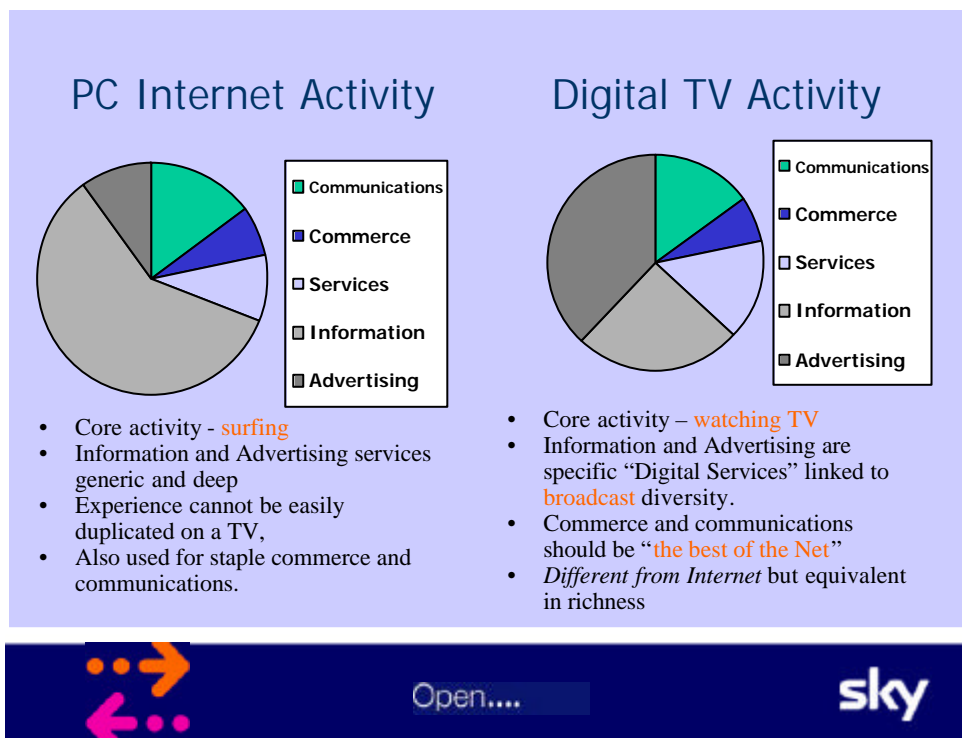 PC Internet Activity
Communications
Commerce
Services
Information
Advertising
• Core activity - surfing
• Information and Advertising services
generic and deep
• Experience cannot be easily
duplicated on a TV,
• Also used for staple commerce and
communications.
Digital TV Activity
Communications
Commerce
Services
Information
Advertising
• Core activity – watching TV
• Information and Advertising are
specific “Digital Services” linked to
broadcast diversity.
• Commerce and communications
should be “the best of the Net”
• Different from Internet but equivalent
in richness
Open....
sky